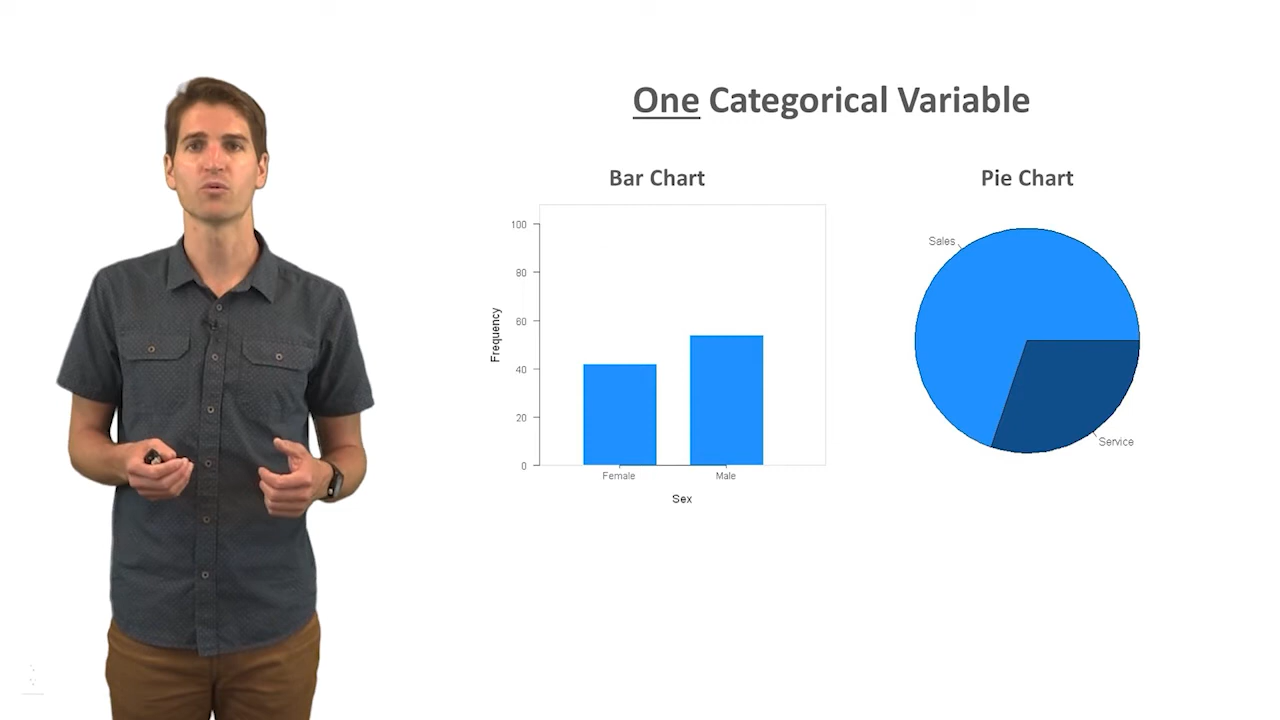 One Categorical Variable
Bar Chart
Pie Chart
100
80
60
40
20
0
Frequency
Female
Male
Sex
Sales
Service